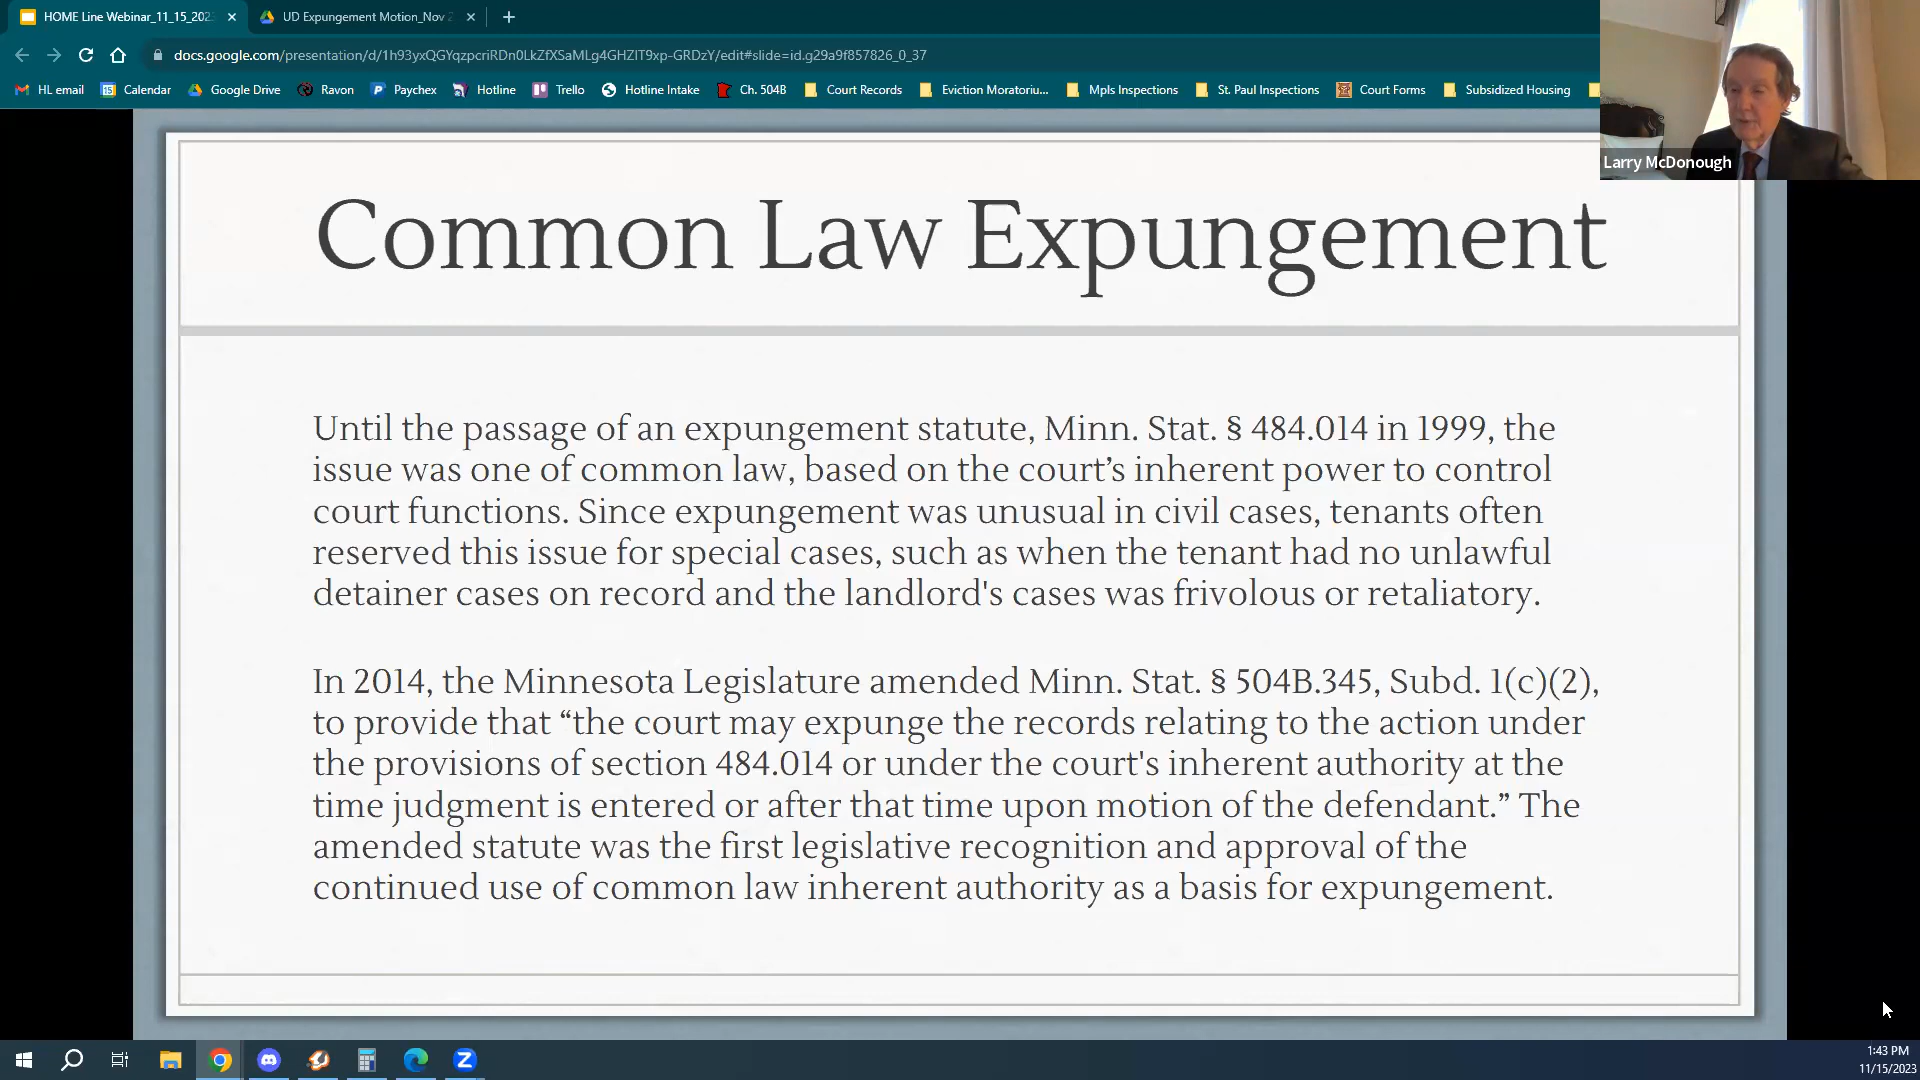 HOME Line Webinar_11_15_202
UD Expungement Motion_Nov 2
docs.google.com/presentation/d/1h93yxQGYqzpcriRDn0LkZfXSaMLg4GHZIT9xp-GRDzY/edit#slide=id.g29a9f857826_0_37
HL email Calendar Google Drive Ravon Paychex Hotline Trello Hotline Intake Ch. 504B Court Records Eviction Moratoriu... Mpls Inspections St. Paul Inspections Court Forms Subsidized Housing
Larry McDonough
Common Law Expungement
Until the passage of an expungement statute, Minn. Stat. § 484.014 in 1999, the
issue was one of common law, based on the court’s inherent power to control
court functions. Since expungement was unusual in civil cases, tenants often
reserved this issue for special cases, such as when the tenant had no unlawful
detainer cases on record and the landlord's cases was frivolous or retaliatory.
In 2014, the Minnesota Legislature amended Minn. Stat. § 504B.345, Subd. 1(c)(2),
to provide that “the court may expunge the records relating to the action under
the provisions of section 484.014 or under the court's inherent authority at the
time judgment is entered or after that time upon motion of the defendant.” The
amended statute was the first legislative recognition and approval of the
continued use of common law inherent authority as a basis for expungement.
1:43 PM
11/15/2023